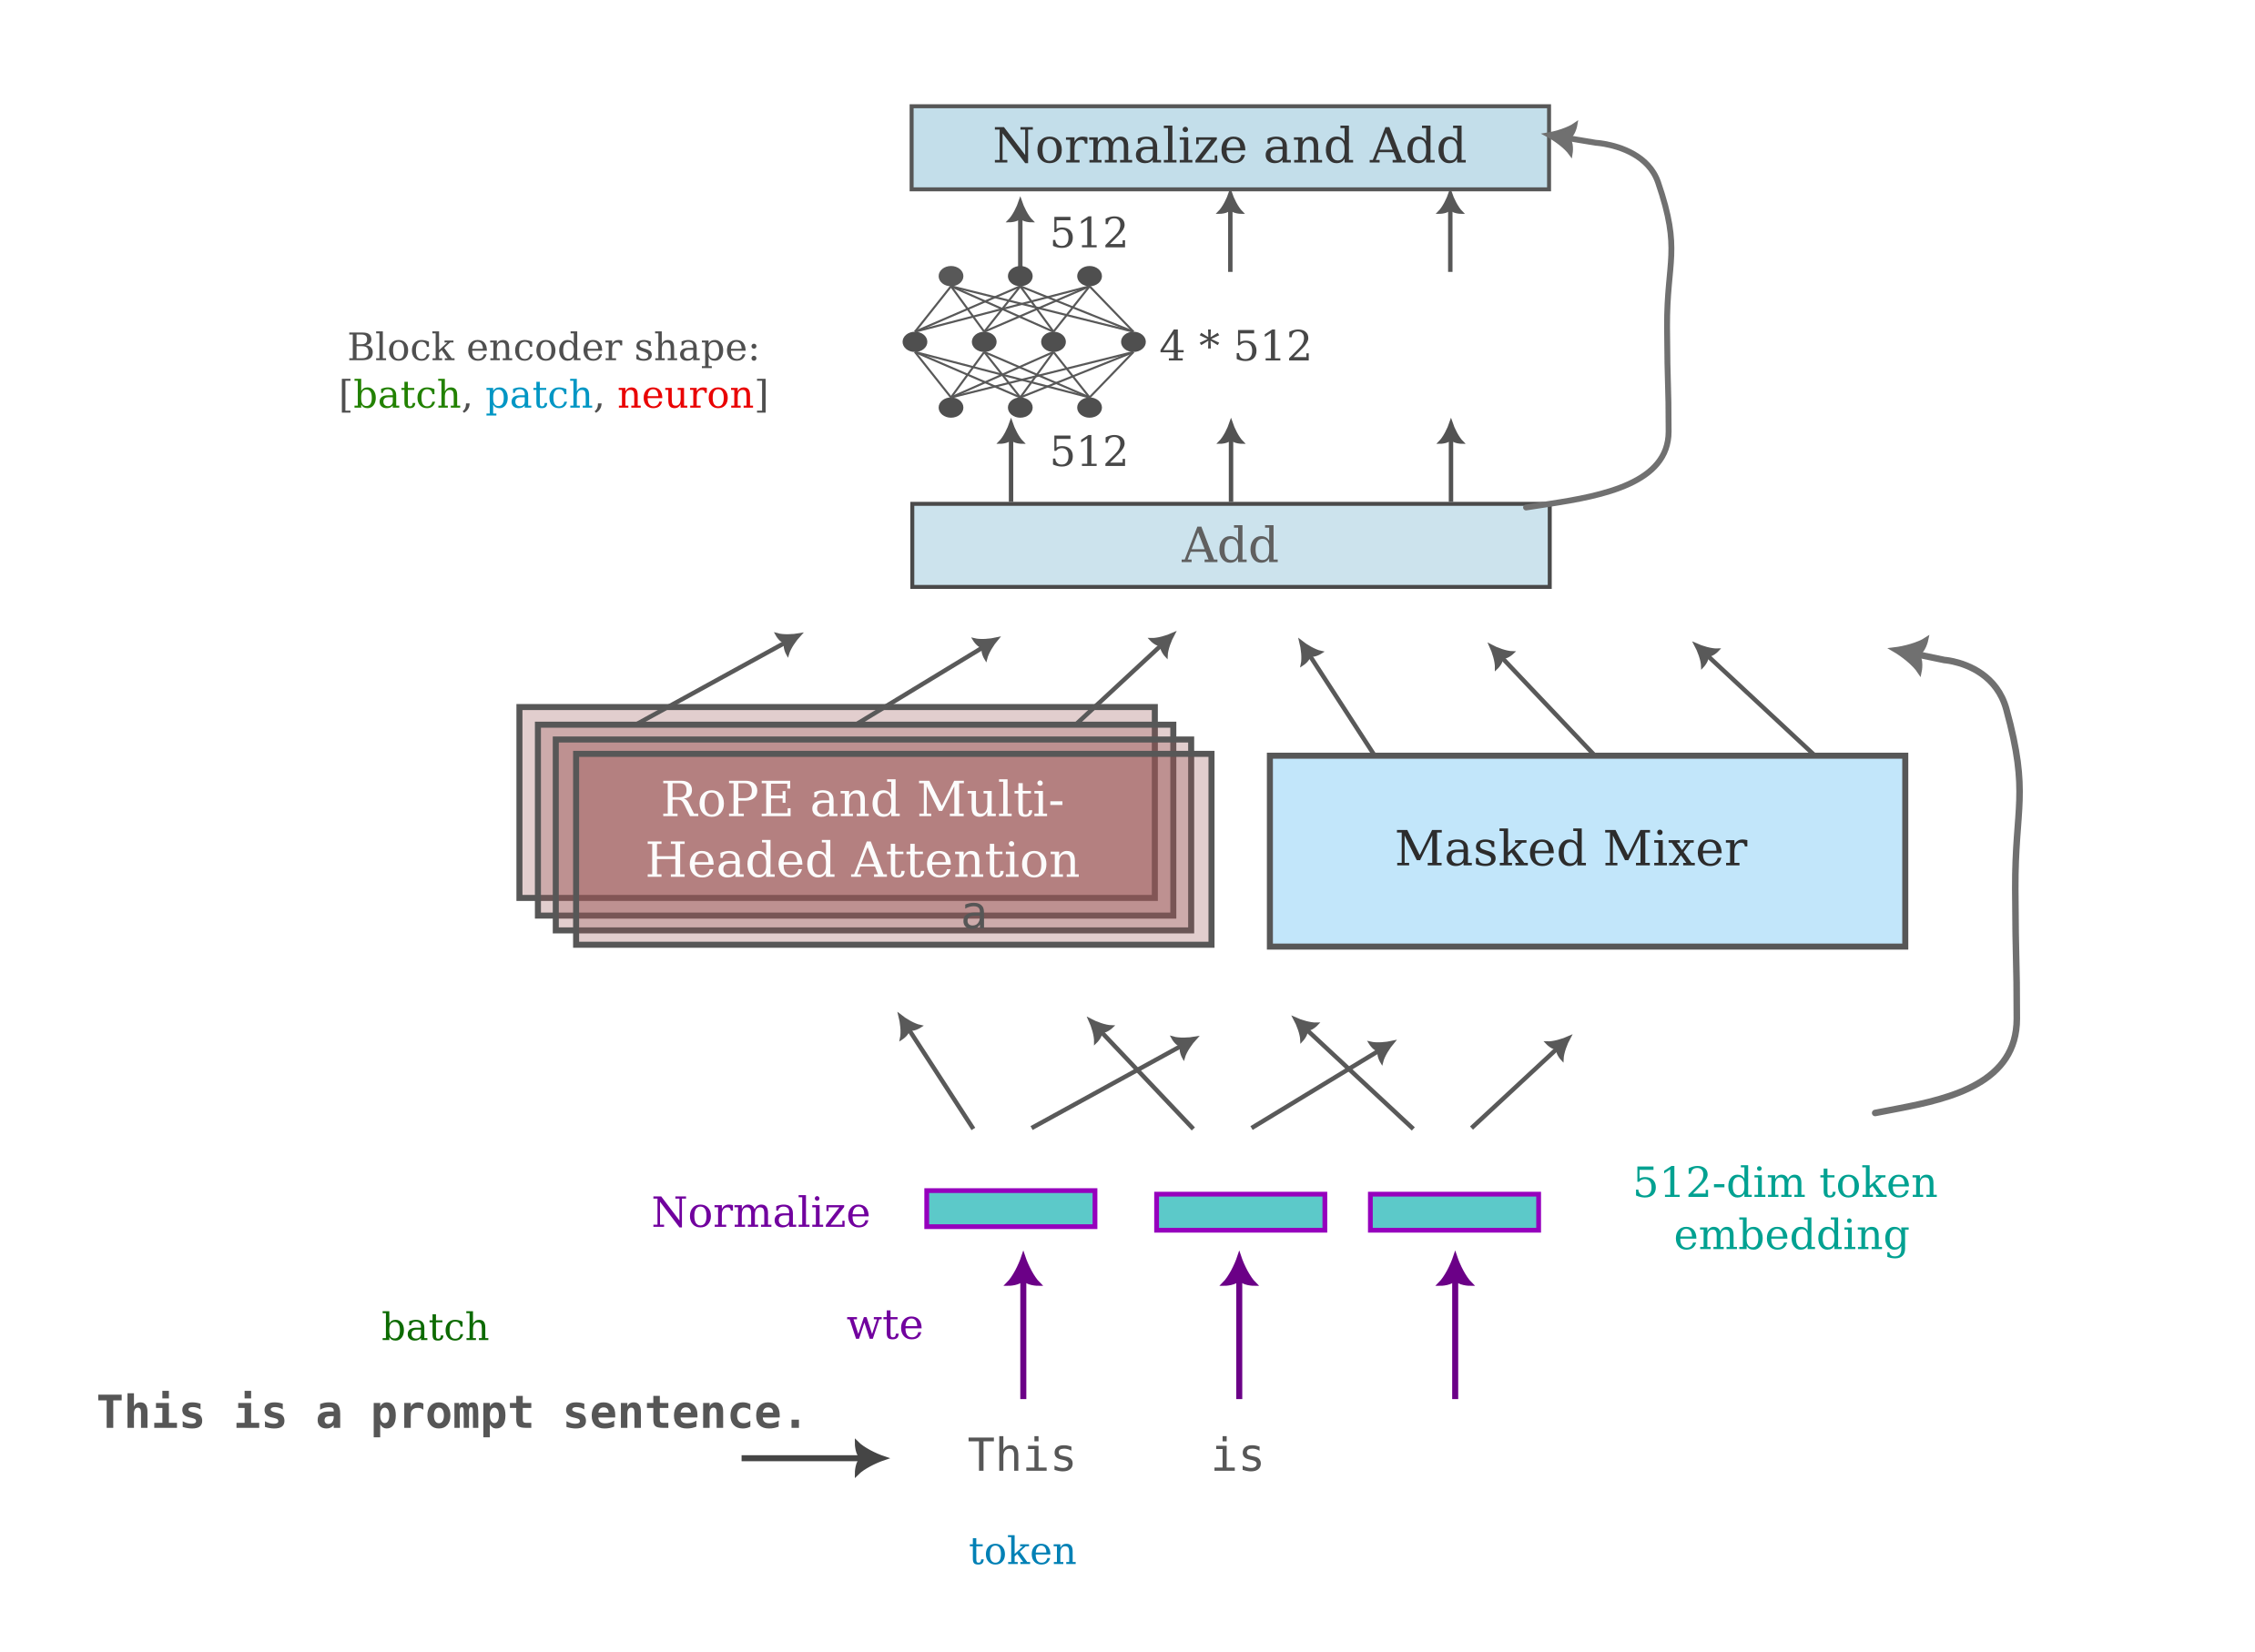 Normalize and Add
512
Block encoder shape:
[batch, patch, neuron]
4 * 512
512
Add
RoPE and Multi-
Headed Attention
a
Masked Mixer
Normalize
512-dim token
embedding
batch
wte
This is a prompt sentence.
This
is
token